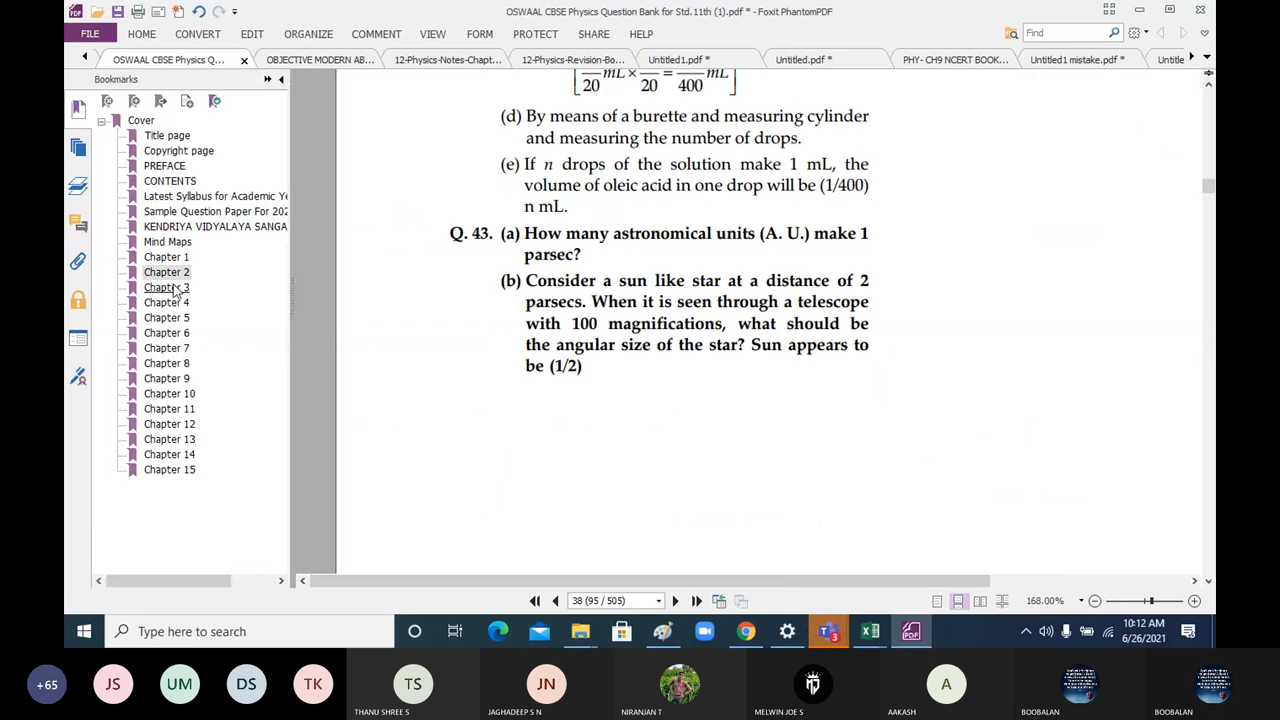 OSWAAL CBSE Physics Question Bank for Std.11th (1).pdf * - Foxit PhantomPDF
FILE HOME CONVERT EDIT ORGANIZE COMMENT VIEW FORM PROTECT SHARE HELP Find
OSWAAL CBSE Physics Q... OBJECTIVE MODERN AB... 12-Physics-Notes-Chapt... 12-Physics-Revision-Bo... Untitled1.pdf * Untitled.pdf * PHY- CH9 NCERT BOOK... Untitled1 mistake.pdf * Untitle
Bookmarks
Cover
Title page
Copyright page
PREFACE
CONTENTS
Latest Syllabus for Academic Ye
Sample Question Paper For 202
KENDRIYA VIDYALAYA SANGA
Mind Maps
Chapter 1
Chapter 2
Chapter 3
Chapter 4
Chapter 5
Chapter 6
Chapter 7
Chapter 8
Chapter 9
Chapter 10
Chapter 11
Chapter 12
Chapter 13
Chapter 14
Chapter 15
mL × = mL
20 20 400
(d) By means of a burette and measuring cylinder
and measuring the number of drops.
(e) If n drops of the solution make 1 mL, the
volume of oleic acid in one drop will be (1/400)
n mL.
Q. 43. (a) How many astronomical units (A. U.) make 1
parsec?
(b) Consider a sun like star at a distance of 2
parsecs. When it is seen through a telescope
with 100 magnifications, what should be
the angular size of the star? Sun appears to
be (1/2)
38 (95 / 505) 168.00%
Type here to search
10:12 AM
6/26/2021
+65 JS UM DS TK TS JN A
THANU SHREE S JAGHADEEP S N NIRANJAN T MELWIN JOE S AAKASH BOOBALAN BOOBALAN